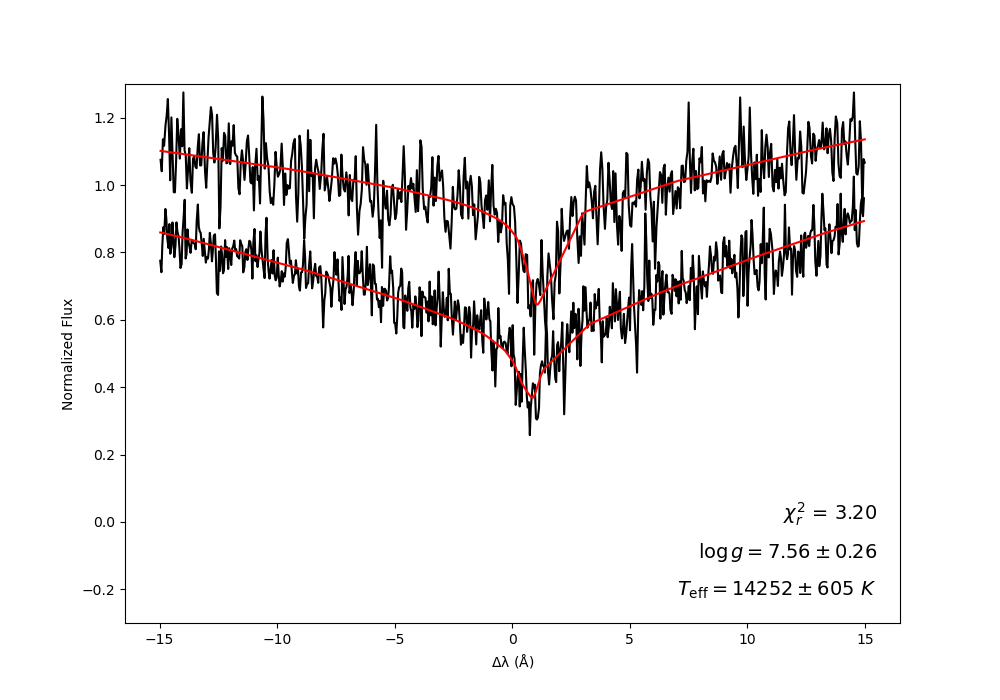 1.2
1.0
0.8
0.6
0.4
0.2
0.0
−0.2
Normalized Flux
χ²ᵣ = 3.20
log g = 7.56 ± 0.26
T_eff = 14252 ± 605 K
−15 −10 −5 0 5 10 15
Δλ (Å)